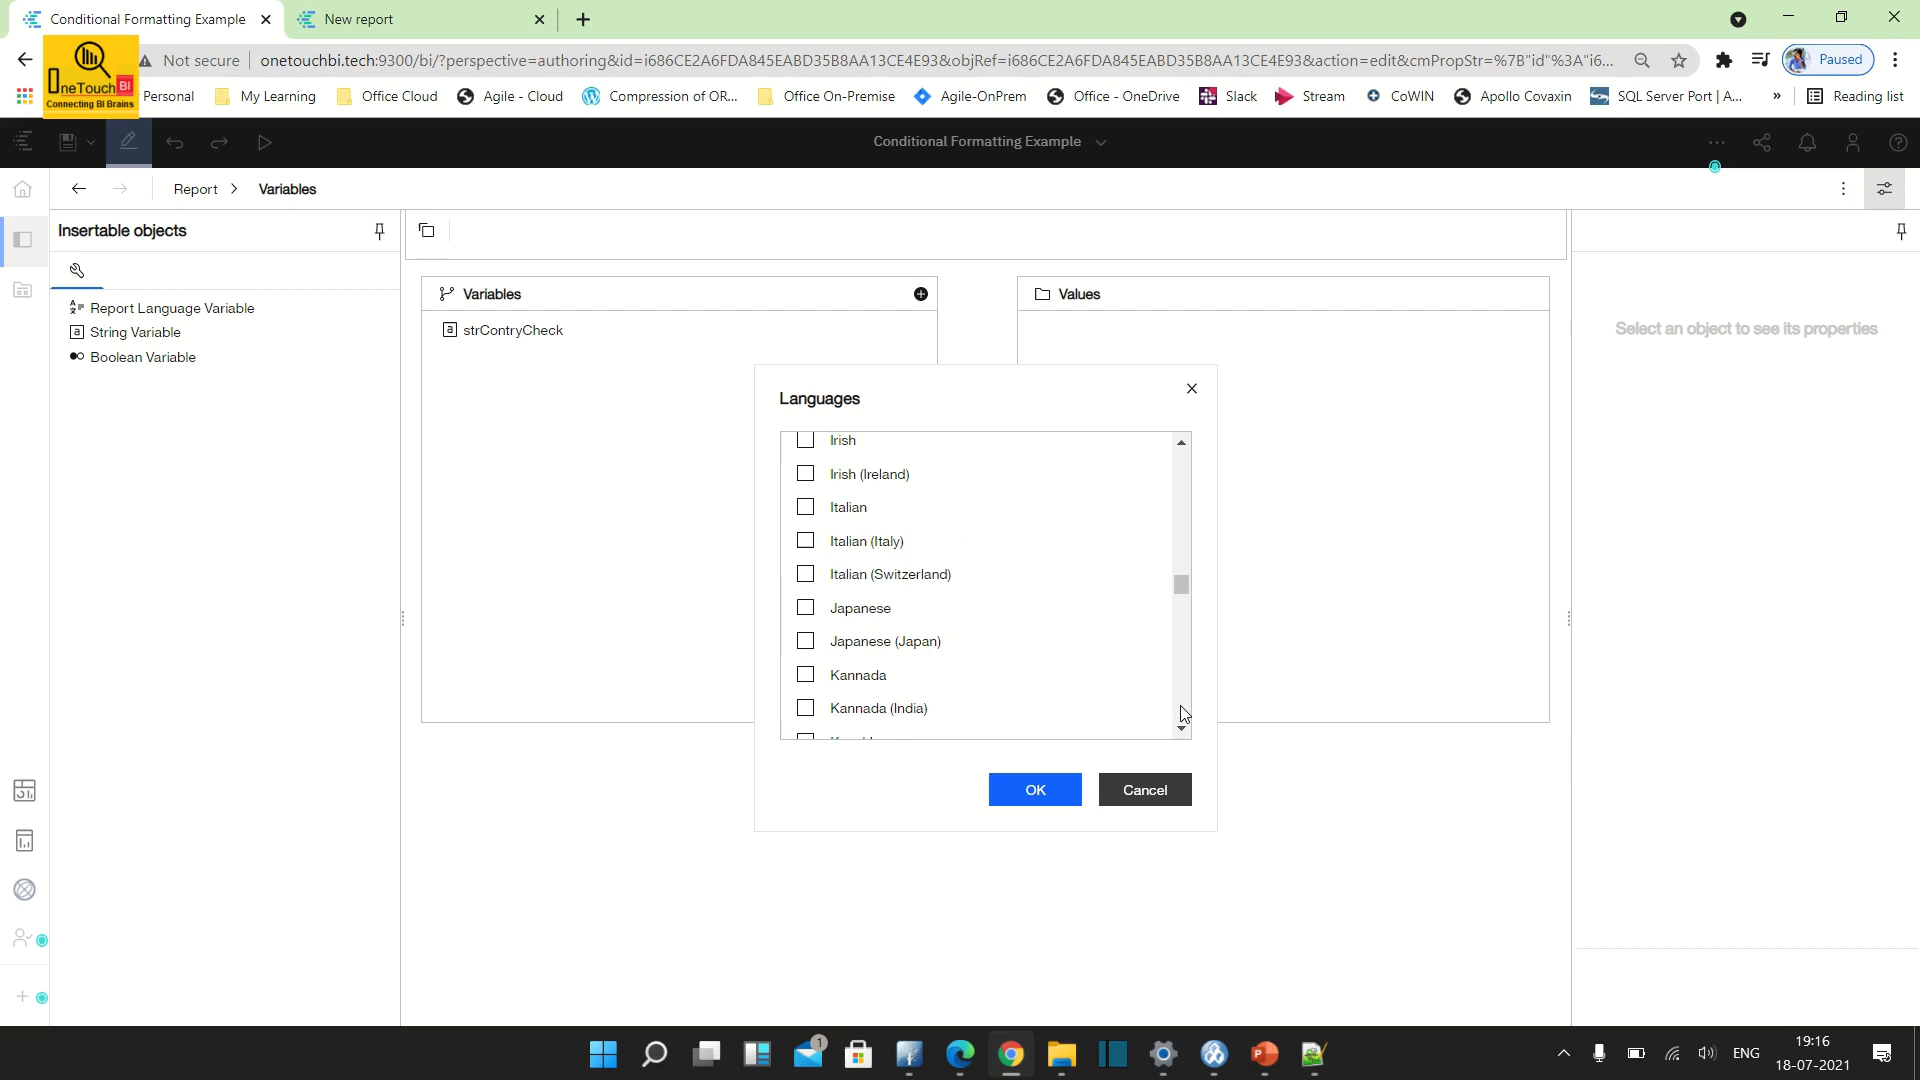 Conditional Formatting Example
New report
Not secure
onetouchbi.tech:9300/bi/?perspective=authoring&id=i686CE2A6FDA845EABD35B8AA13CE4E93&objRef=i686CE2A6FDA845EABD35B8AA13CE4E93&action=edit&cmPropStr=%7B"id"%3A"i6...
Paused
OneTouch BI
Connecting BI Brains
Personal
My Learning
Office Cloud
Agile - Cloud
Compression of OR...
Office On-Premise
Agile-OnPrem
Office - OneDrive
Slack
Stream
CoWIN
Apollo Covaxin
SQL Server Port | A...
»
Reading list
Conditional Formatting Example
Report > Variables
Insertable objects
Report Language Variable
String Variable
Boolean Variable
Variables
strContryCheck
Values
Select an object to see its properties
Languages
Irish
Irish (Ireland)
Italian
Italian (Italy)
Italian (Switzerland)
Japanese
Japanese (Japan)
Kannada
Kannada (India)
OK
Cancel
1
ENG
19:16
18-07-2021